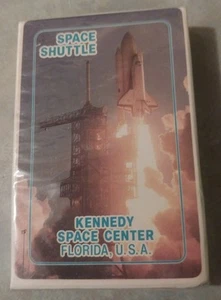 SPACE
SHUTTLE
KENNEDY
SPACE CENTER
FLORIDA, U.S.A.